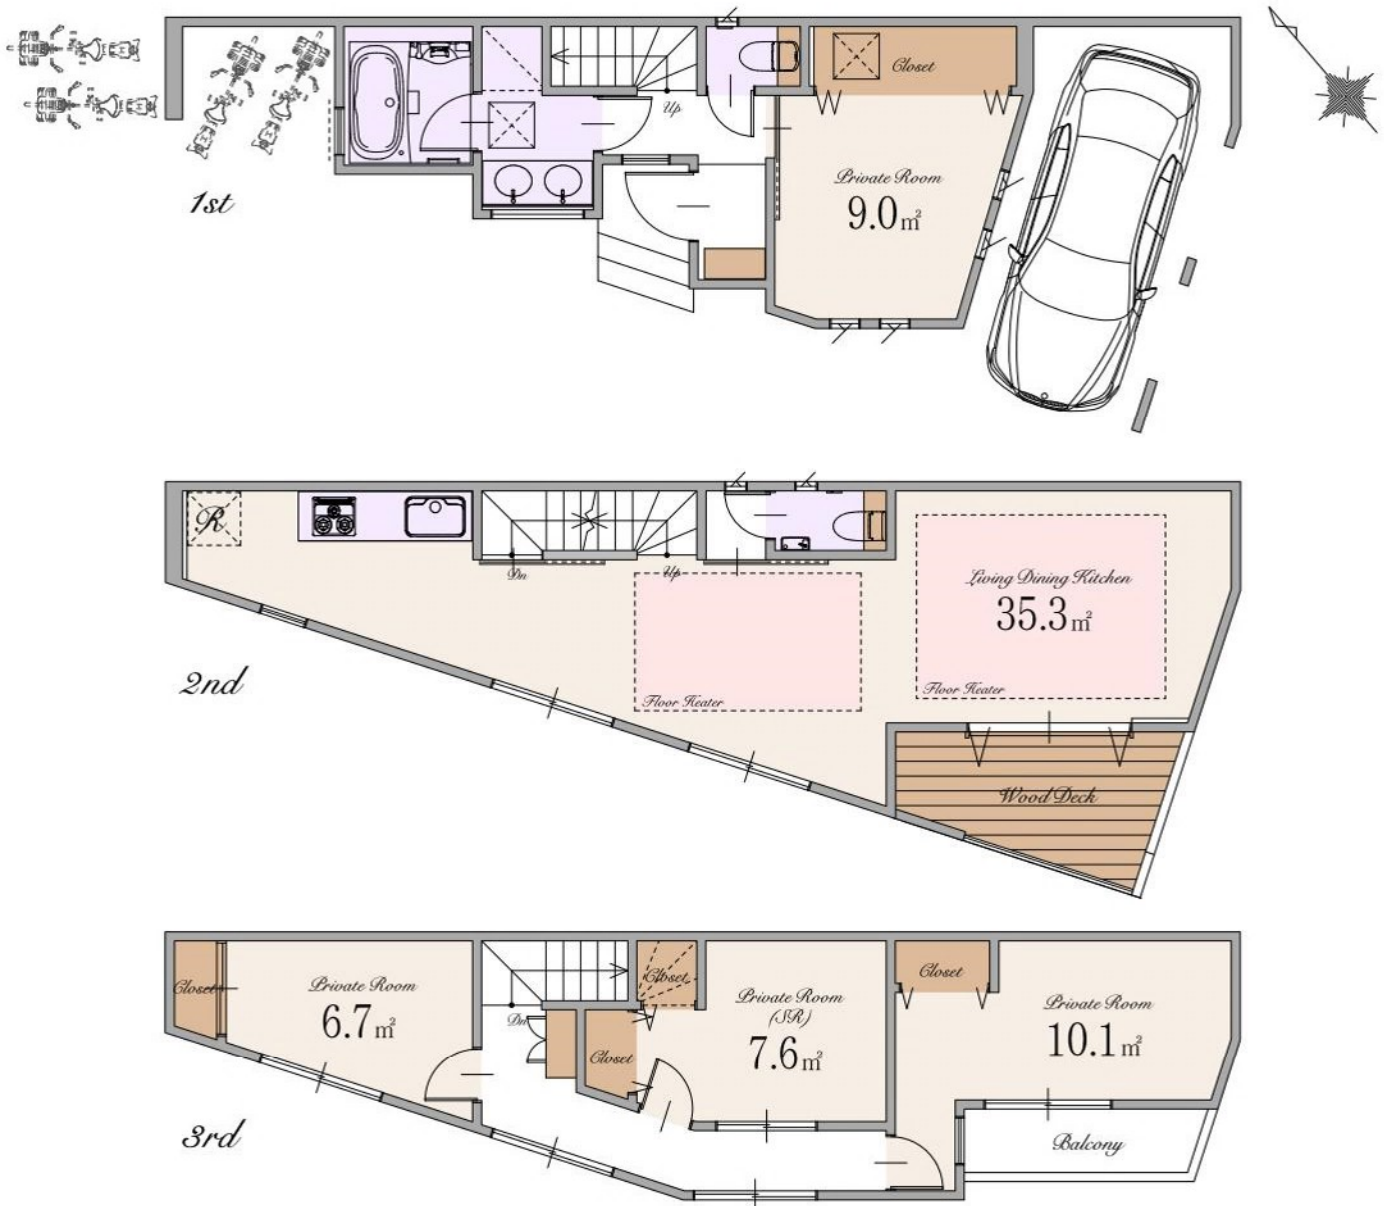 Closet
Up
Private Room
9.0㎡
1st
R
Dn
Up
Living Dining Kitchen
35.3㎡
Floor Heater
Floor Heater
2nd
Wood Deck
Closet
Private Room
6.7㎡
Dn
Closet
Closet
Private Room
(SR)
7.6㎡
Closet
Private Room
10.1㎡
Balcony
3rd